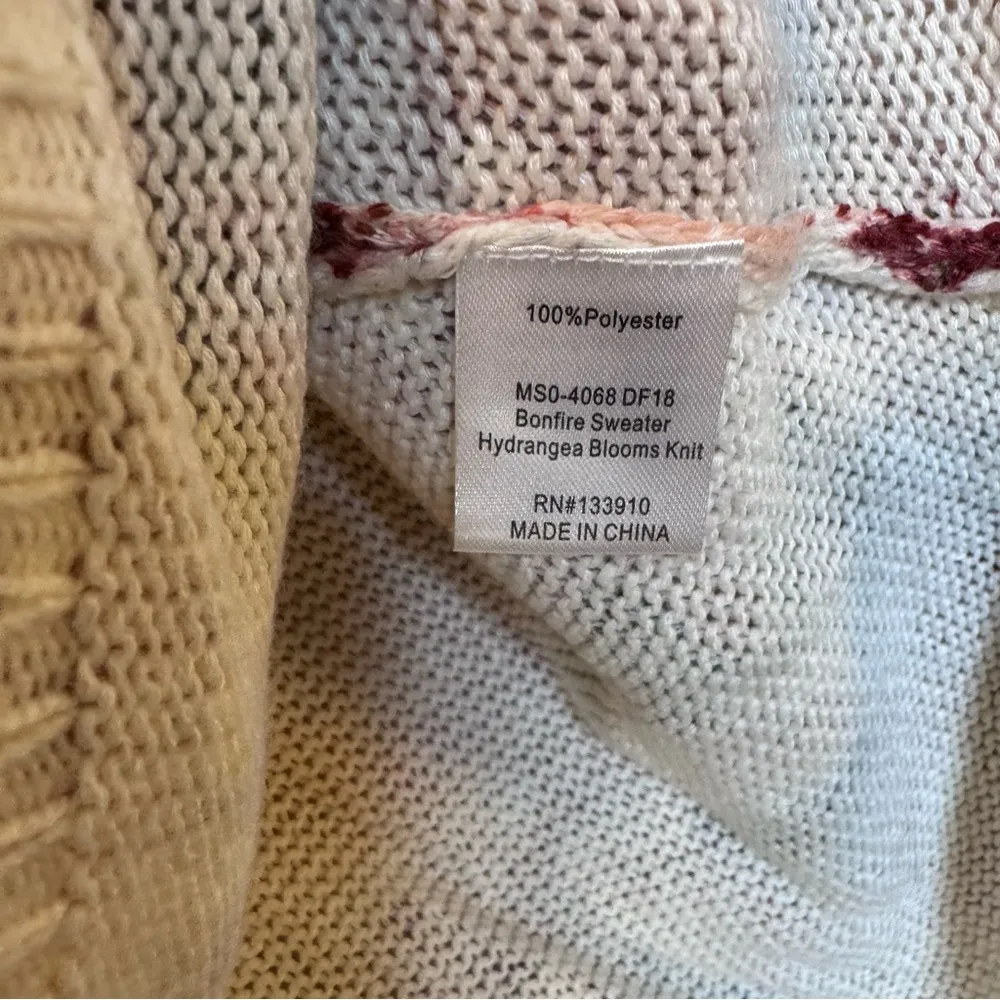 100%Polyester
MS0-4068 DF18
Bonfire Sweater
Hydrangea Blooms Knit
RN#133910
MADE IN CHINA